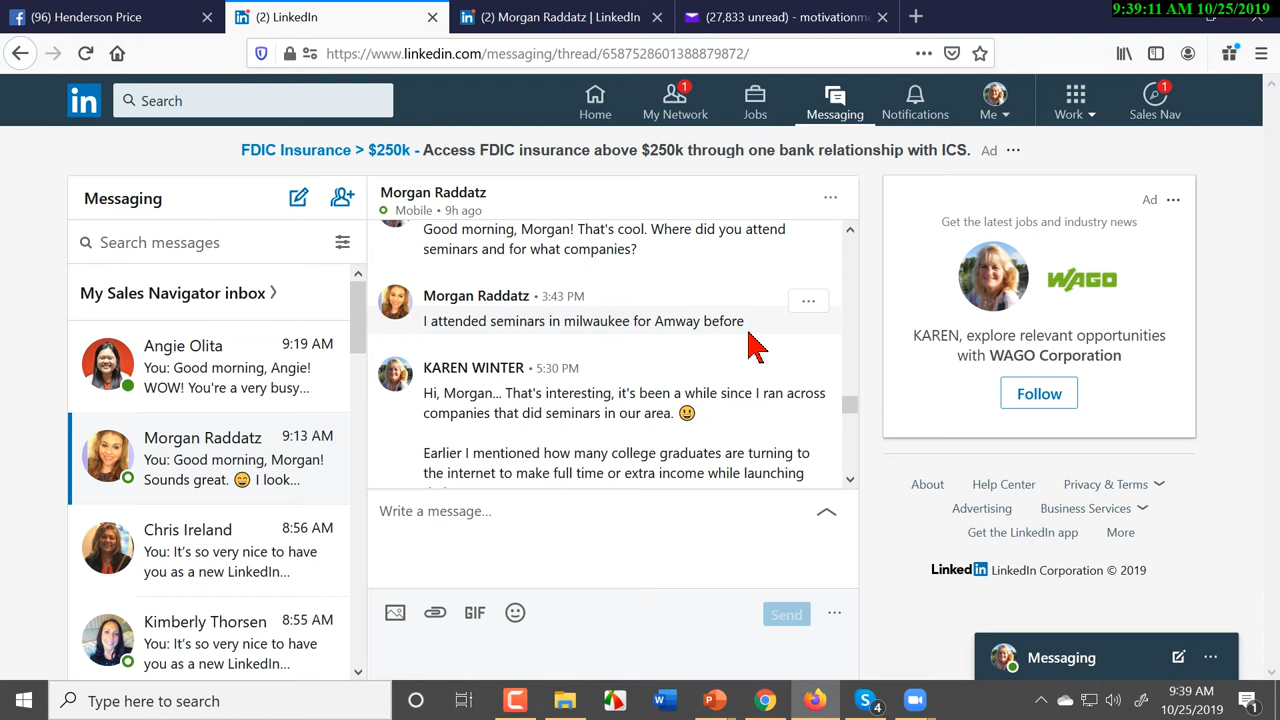 9:39:11 AM 10/25/2019
(96) Henderson Price
(2) LinkedIn
(2) Morgan Raddatz | LinkedIn
(27,833 unread) - motivationm
https://www.linkedin.com/messaging/thread/6587528601388879872/
in
Search
Home
1
My Network
Jobs
Messaging
Notifications
Me
Work
1
Sales Nav
FDIC Insurance > $250k - Access FDIC insurance above $250k through one bank relationship with ICS. Ad
Messaging
Search messages
My Sales Navigator inbox
Angie Olita 9:19 AM
You: Good morning, Angie!
WOW! You're a very busy...
Morgan Raddatz 9:13 AM
You: Good morning, Morgan!
Sounds great. 😄 I look...
Chris Ireland 8:56 AM
You: It's so very nice to have
you as a new LinkedIn...
Kimberly Thorsen 8:55 AM
You: It's so very nice to have
you as a new LinkedIn...
Morgan Raddatz
Mobile • 9h ago
Good morning, Morgan! That's cool. Where did you attend
seminars and for what companies?
Morgan Raddatz • 3:43 PM
I attended seminars in milwaukee for Amway before
KAREN WINTER • 5:30 PM
Hi, Morgan... That's interesting, it's been a while since I ran across
companies that did seminars in our area. 😀
Earlier I mentioned how many college graduates are turning to
the internet to make full time or extra income while launching
Write a message...
GIF
Send
Ad
Get the latest jobs and industry news
WAGO
KAREN, explore relevant opportunities
with WAGO Corporation
Follow
About
Help Center
Privacy & Terms
Advertising
Business Services
Get the LinkedIn app
More
Linked in LinkedIn Corporation © 2019
Messaging
Type here to search
4
9:39 AM
10/25/2019
1